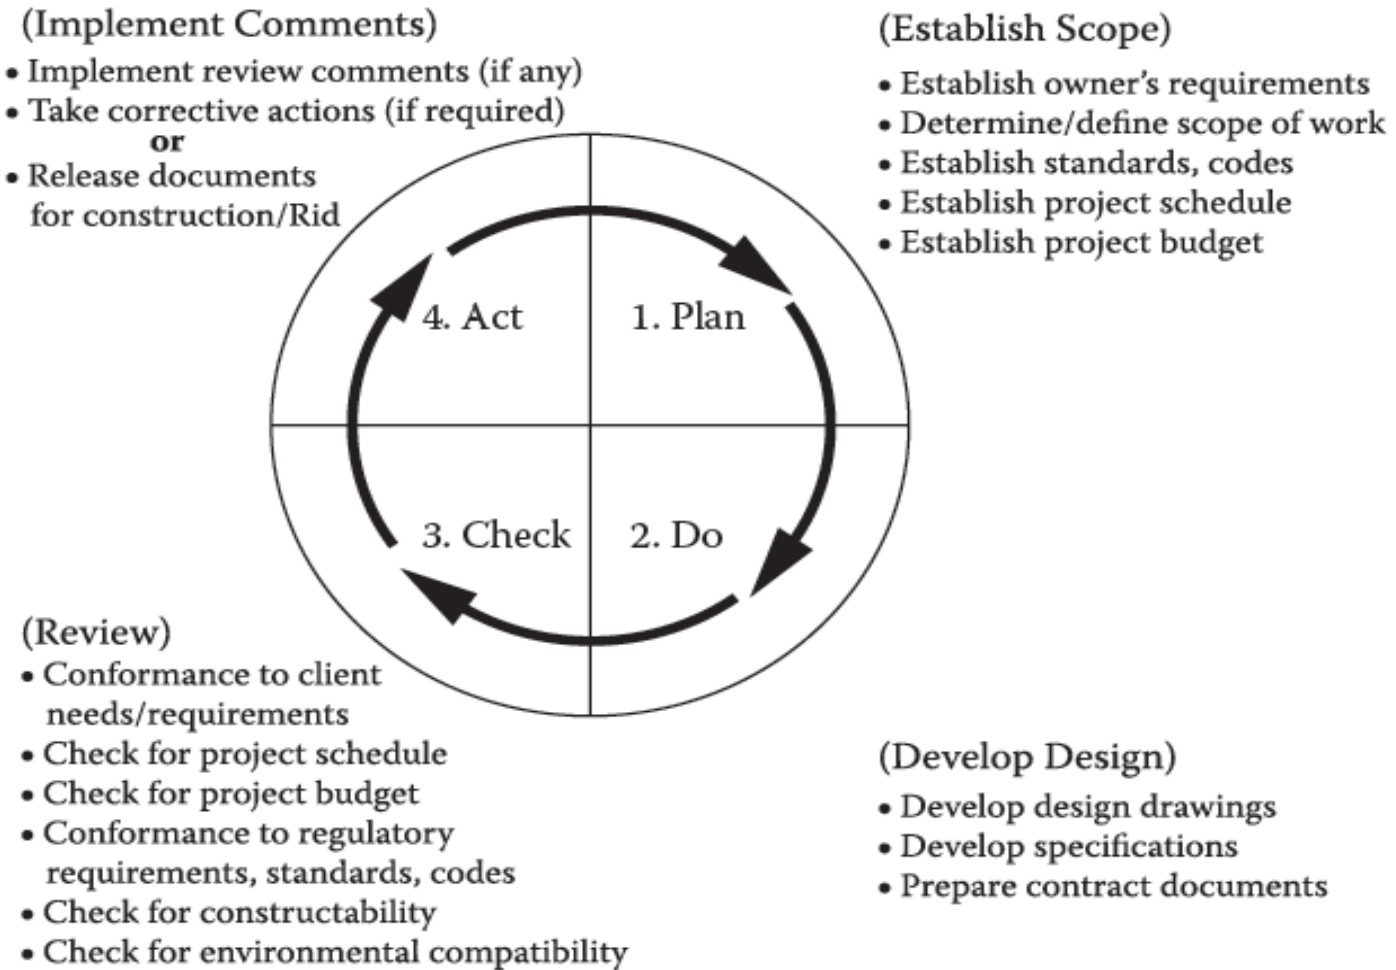 (Implement Comments)
• Implement review comments (if any)
• Take corrective actions (if required)
or
• Release documents
for construction/Rid
(Establish Scope)
• Establish owner's requirements
• Determine/define scope of work
• Establish standards, codes
• Establish project schedule
• Establish project budget
4. Act
1. Plan
3. Check
2. Do
(Review)
• Conformance to client
needs/requirements
• Check for project schedule
• Check for project budget
• Conformance to regulatory
requirements, standards, codes
• Check for constructability
• Check for environmental compatibility
(Develop Design)
• Develop design drawings
• Develop specifications
• Prepare contract documents